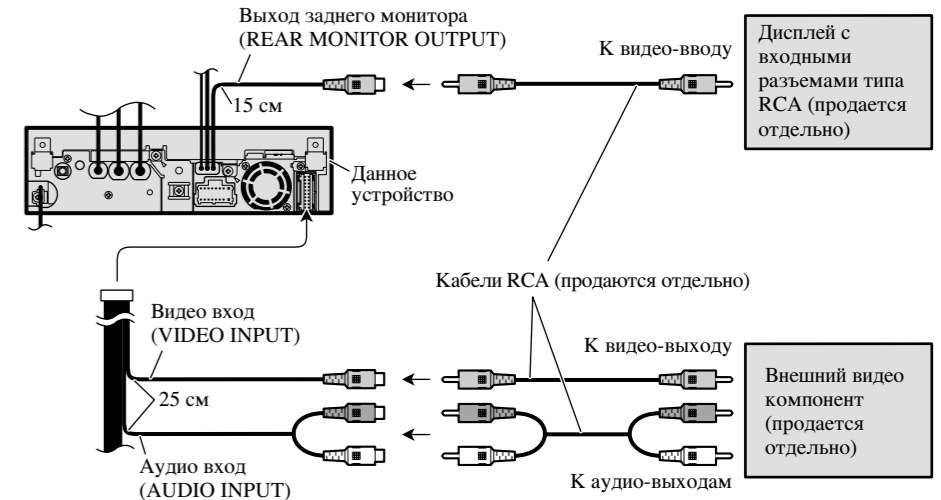 Выход заднего монитора
(REAR MONITOR OUTPUT)
К видео-вводу
Дисплей с
входными
разъемами типа
RCA (продается
отдельно)
15 см
Данное
устройство
Кабели RCA (продаются отдельно)
Видео вход
(VIDEO INPUT)
К видео-выходу
25 см
Внешний видео
компонент
(продается
отдельно)
Аудио вход
(AUDIO INPUT)
К аудио-выходам